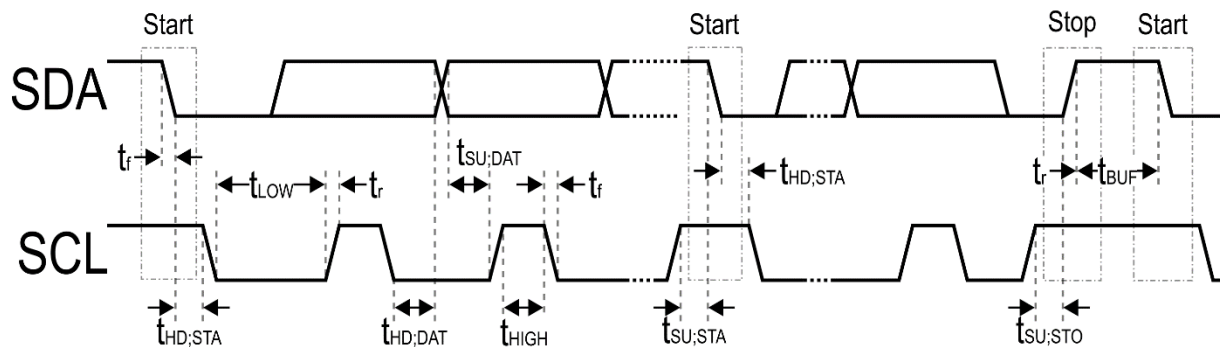 Start Start Stop Start
SDA
tf tSU;DAT tHD;STA tr tBUF
tLOW tr tf
SCL
tHD;STA tHD;DAT tHIGH tSU;STA tSU;STO